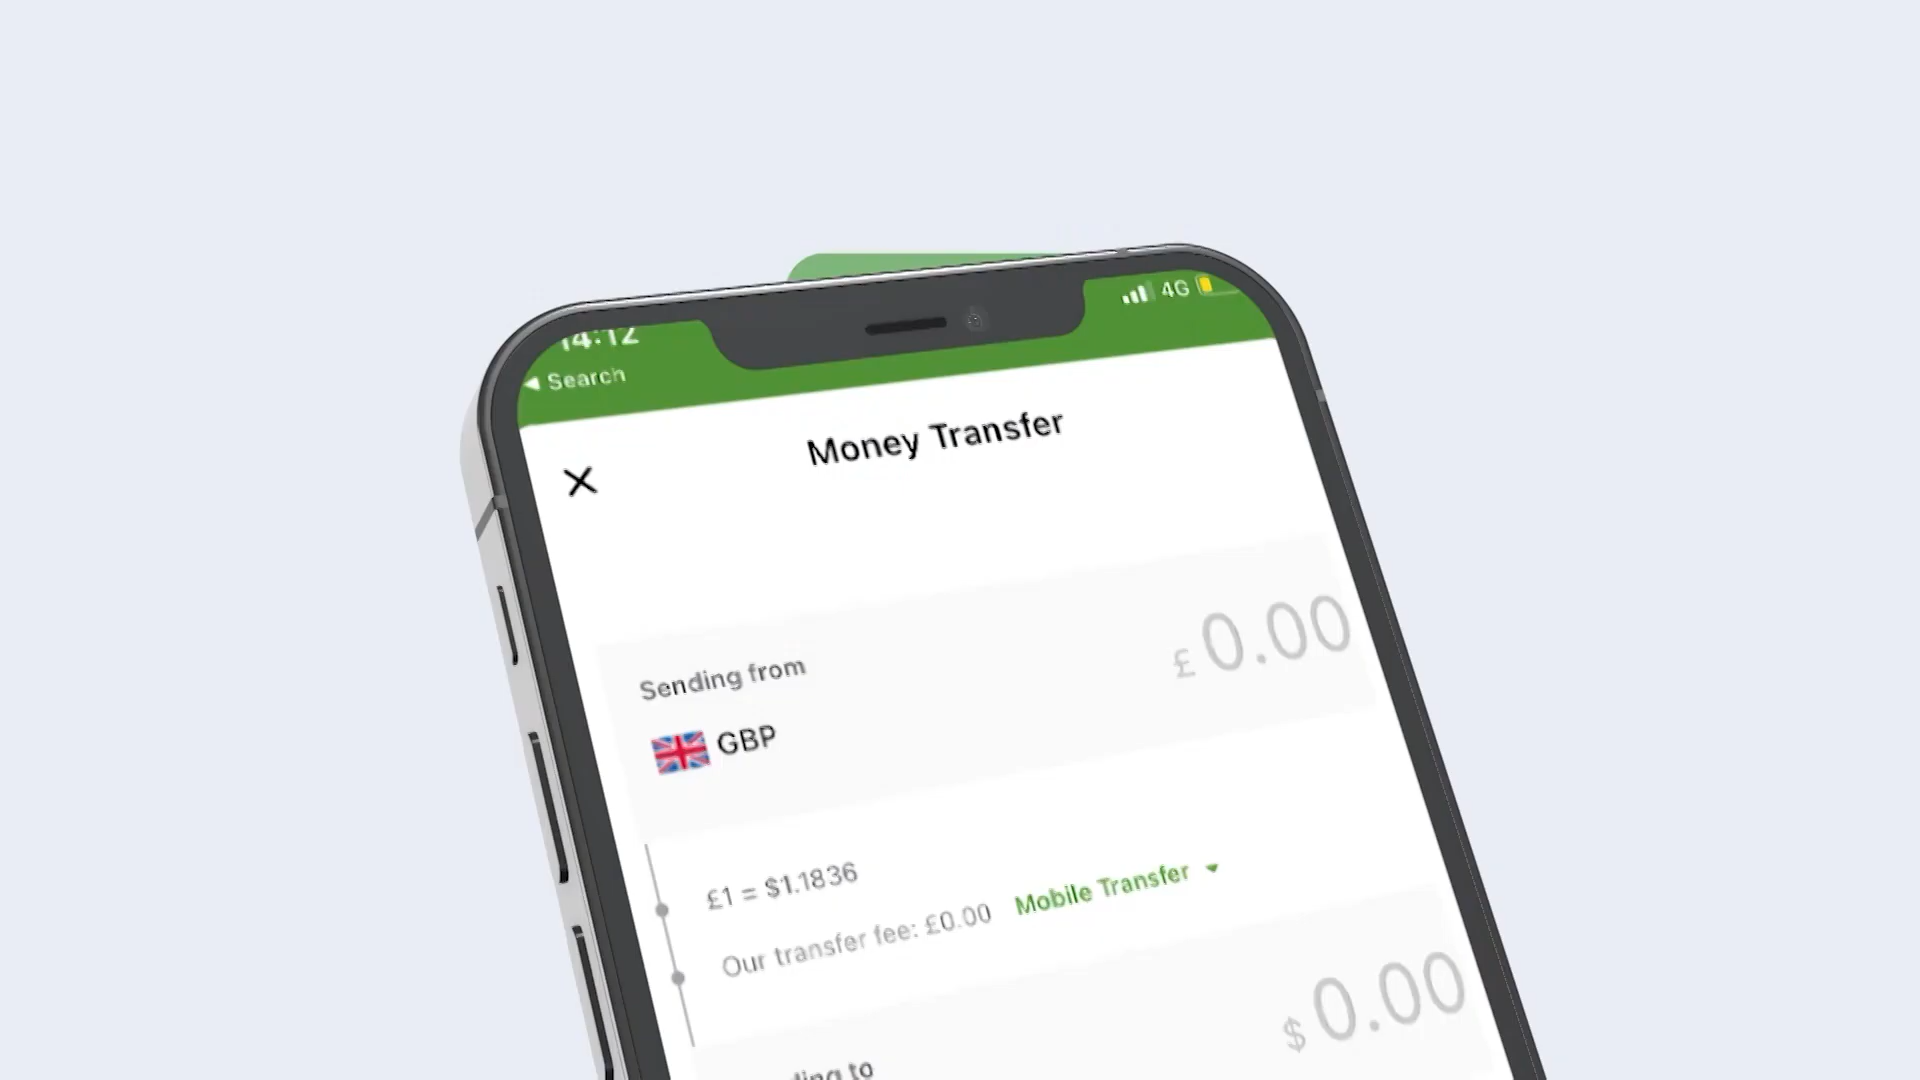 14:12
4G
Search
Money Transfer
Sending from
£0.00
GBP
£1 = $1.1836
Our transfer fee: £0.00 Mobile Transfer
$0.00
to